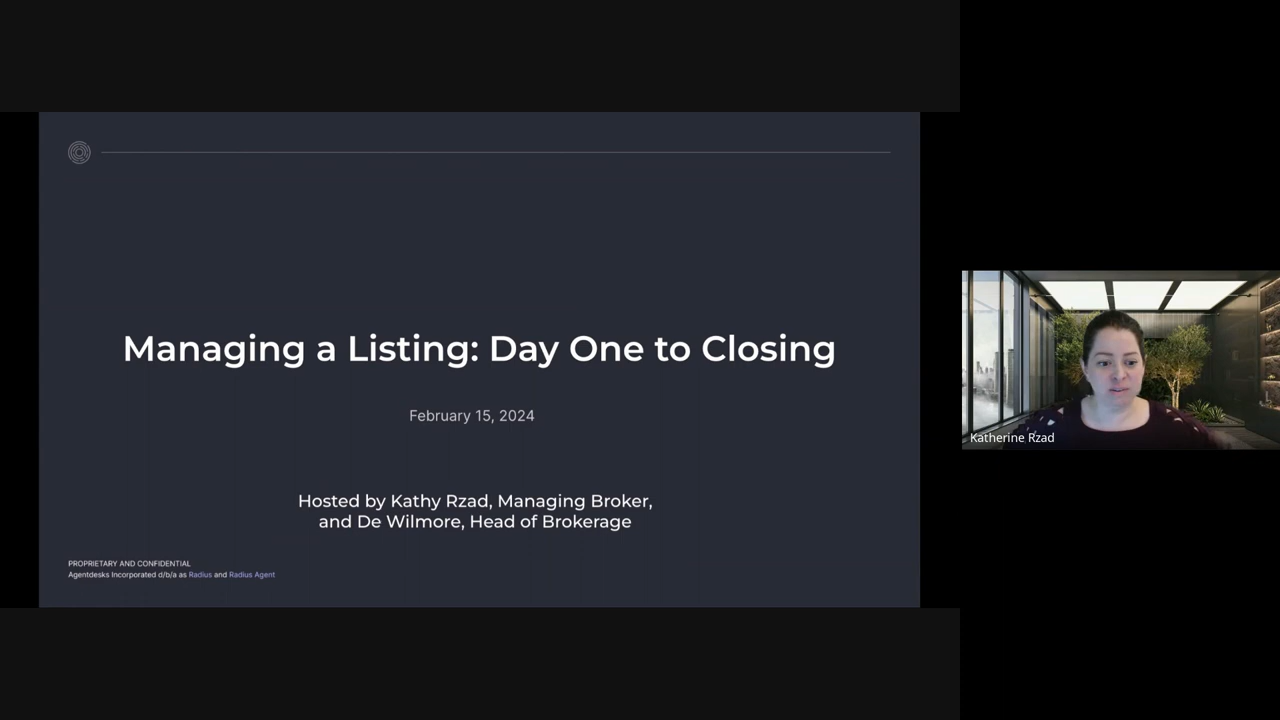 Managing a Listing: Day One to Closing
February 15, 2024
Hosted by Kathy Rzad, Managing Broker,
and De Wilmore, Head of Brokerage
PROPRIETARY AND CONFIDENTIAL
Agentdesks Incorporated d/b/a as Radius and Radius Agent
Katherine Rzad